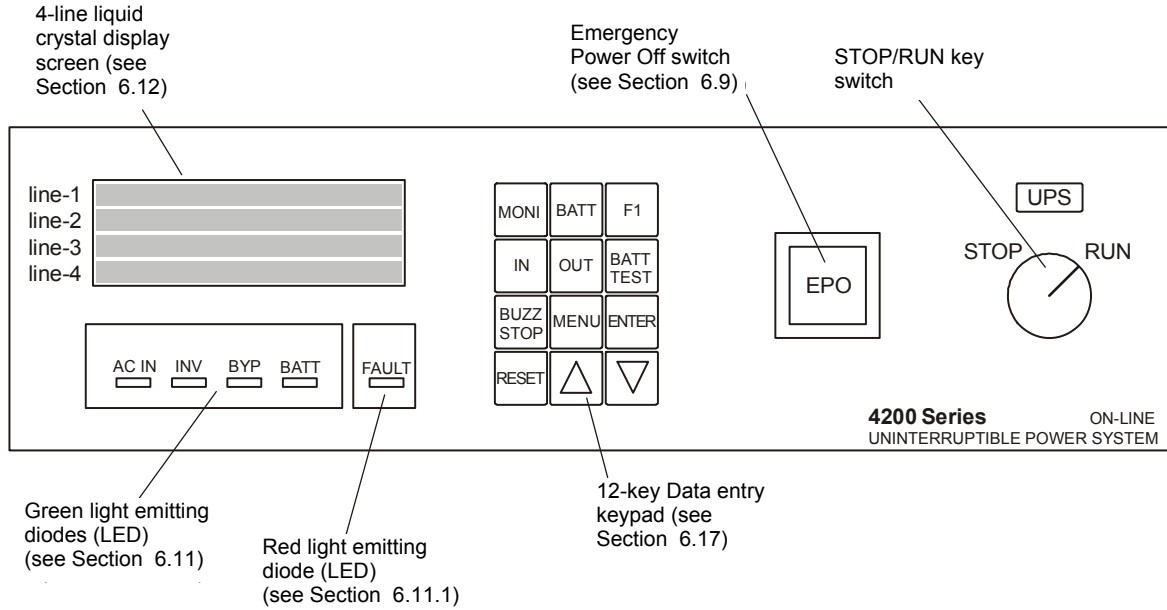 4-line liquid
crystal display
screen (see
Section 6.12)
Emergency
Power Off switch
(see Section 6.9)
STOP/RUN key
switch
line-1
line-2
line-3
line-4
AC IN INV BYP BATT
FAULT
MONI BATT F1
IN OUT BATT
TEST
BUZZ
STOP MENU ENTER
RESET
EPO
UPS
STOP RUN
4200 Series ON-LINE
UNINTERRUPTIBLE POWER SYSTEM
Green light emitting
diodes (LED)
(see Section 6.11)
Red light emitting
diode (LED)
(see Section 6.11.1)
12-key Data entry
keypad (see
Section 6.17)